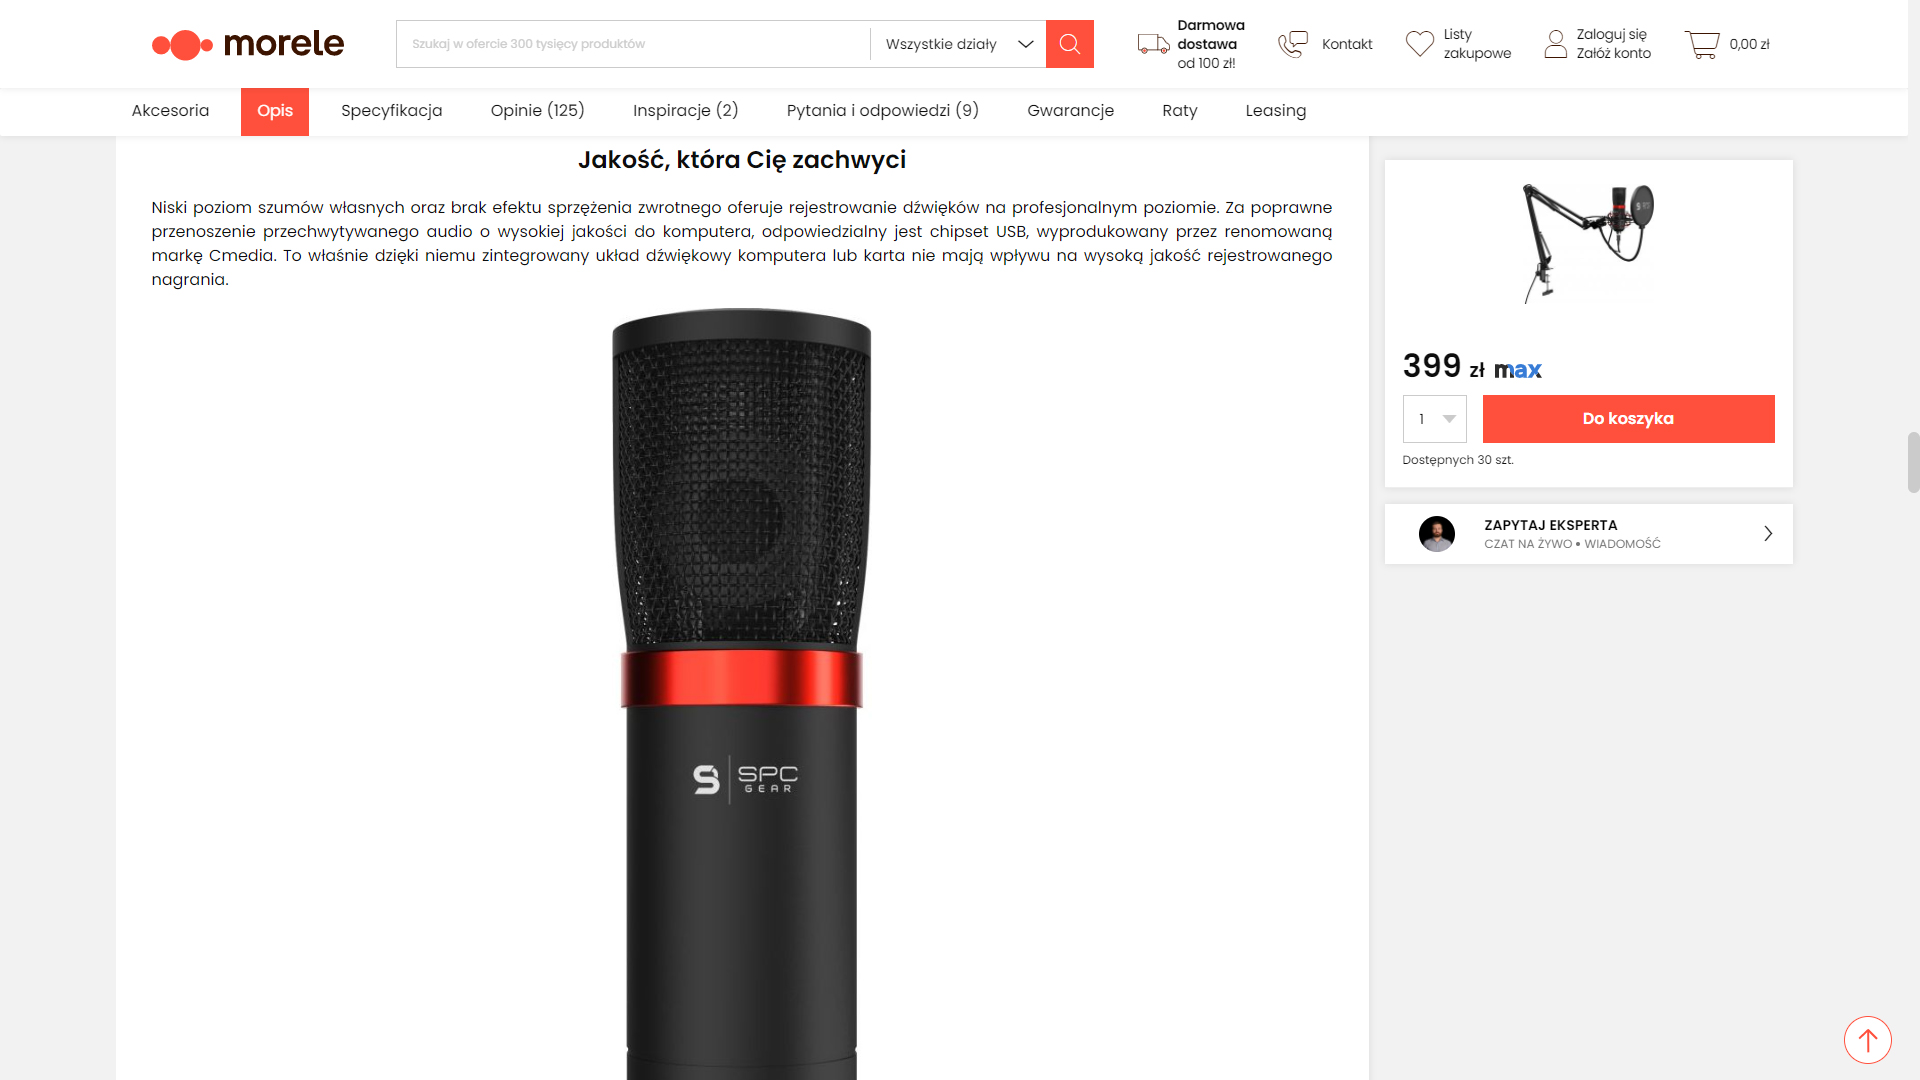 morele
Szukaj w ofercie 300 tysięcy produktów
Wszystkie działy
Darmowa
dostawa
od 100 zł!
Kontakt
Listy
zakupowe
Zaloguj się
Załóż konto
0,00 zł
Akcesoria
Opis
Specyfikacja
Opinie (125)
Inspiracje (2)
Pytania i odpowiedzi (9)
Gwarancje
Raty
Leasing
Jakość, która Cię zachwyci
Niski poziom szumów własnych oraz brak efektu sprzężenia zwrotnego oferuje rejestrowanie dźwięków na profesjonalnym poziomie. Za poprawne
przenoszenie przechwytywanego audio o wysokiej jakości do komputera, odpowiedzialny jest chipset USB, wyprodukowany przez renomowaną
markę Cmedia. To właśnie dzięki niemu zintegrowany układ dźwiękowy komputera lub karta nie mają wpływu na wysoką jakość rejestrowanego
nagrania.
S SPC
GEAR
399 zł max
1
Do koszyka
Dostępnych 30 szt.
ZAPYTAJ EKSPERTA
CZAT NA ŻYWO • WIADOMOŚĆ